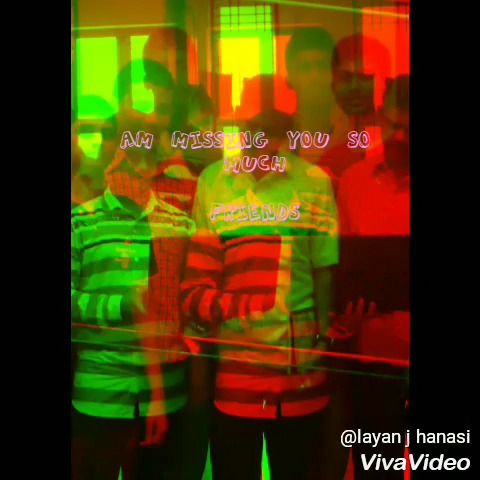 AM MISSING YOU SO
MUCH
FRIENDS
@layan j hanasi
VivaVideo